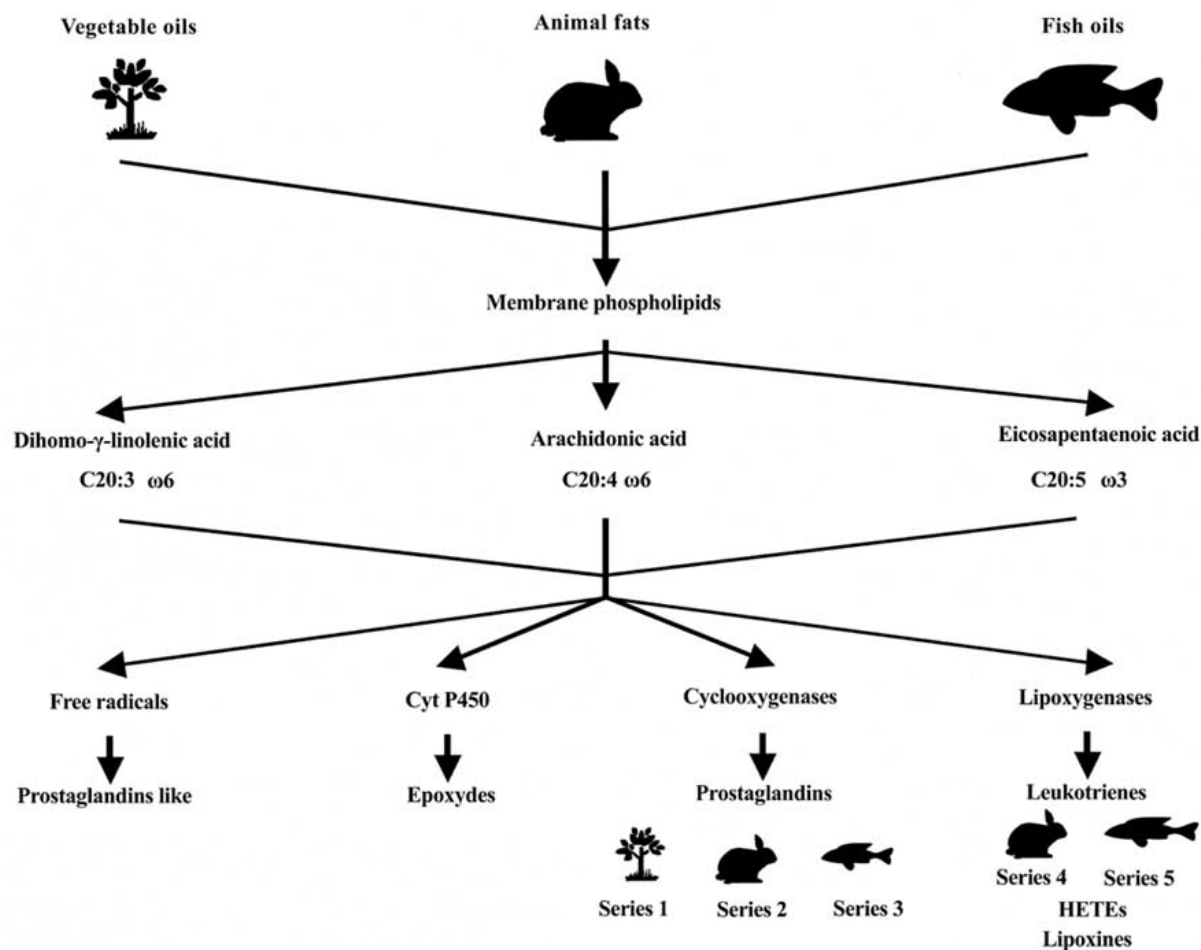 Vegetable oils
Animal fats
Fish oils
Membrane phospholipids
Dihomo-γ-linolenic acid
Arachidonic acid
Eicosapentaenoic acid
C20:3 ω6
C20:4 ω6
C20:5 ω3
Free radicals
Cyt P450
Cyclooxygenases
Lipoxygenases
Prostaglandins like
Epoxydes
Prostaglandins
Leukotrienes
Series 1
Series 2
Series 3
Series 4
Series 5
HETEs
Lipoxines